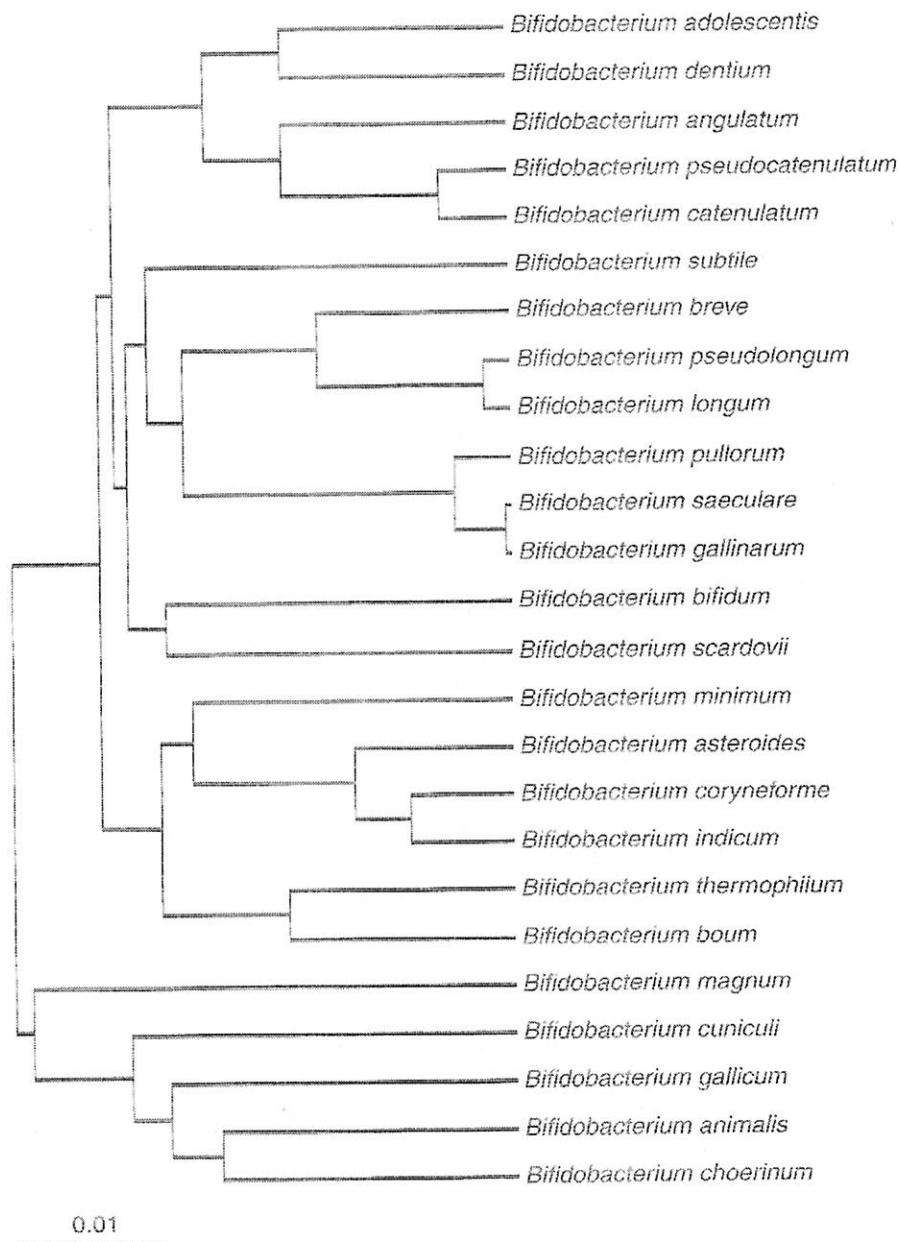 Bifidobacterium adolescentis
Bifidobacterium dentium
Bifidobacterium angulatum
Bifidobacterium pseudocatenulatum
Bifidobacterium catenulatum
Bifidobacterium subtile
Bifidobacterium breve
Bifidobacterium pseudolongum
Bifidobacterium longum
Bifidobacterium pullorum
Bifidobacterium saeculare
Bifidobacterium gallinarum
Bifidobacterium bifidum
Bifidobacterium scardovii
Bifidobacterium minimum
Bifidobacterium asteroides
Bifidobacterium coryneforme
Bifidobacterium indicum
Bifidobacterium thermophilum
Bifidobacterium boum
Bifidobacterium magnum
Bifidobacterium cuniculi
Bifidobacterium gallicum
Bifidobacterium animalis
Bifidobacterium choerinum
0.01